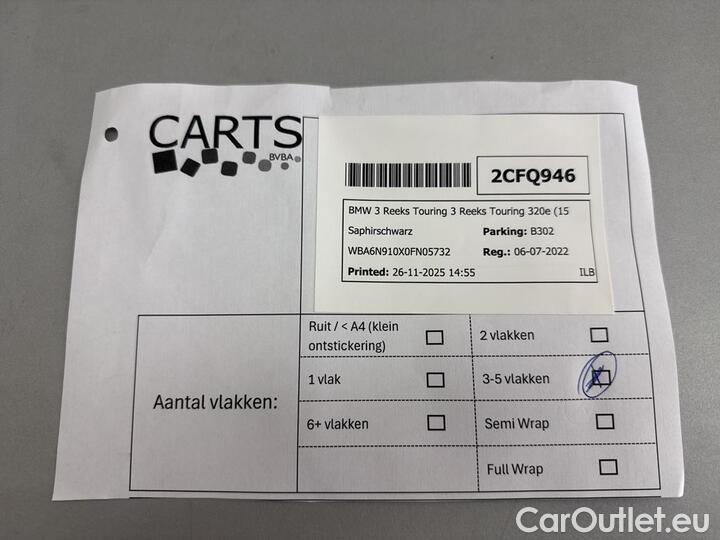 CARTS
BVBA
2CFQ946
BMW 3 Reeks Touring 3 Reeks Touring 320e (15
Saphirschwarz Parking: B302
WBA6N910X0FN05732 Reg.: 06-07-2022
Printed: 26-11-2025 14:55 ILB
Aantal vlakken:
Ruit / < A4 (klein
ontstickering)
2 vlakken
1 vlak
3-5 vlakken
6+ vlakken
Semi Wrap
Full Wrap
CarOutlet.eu